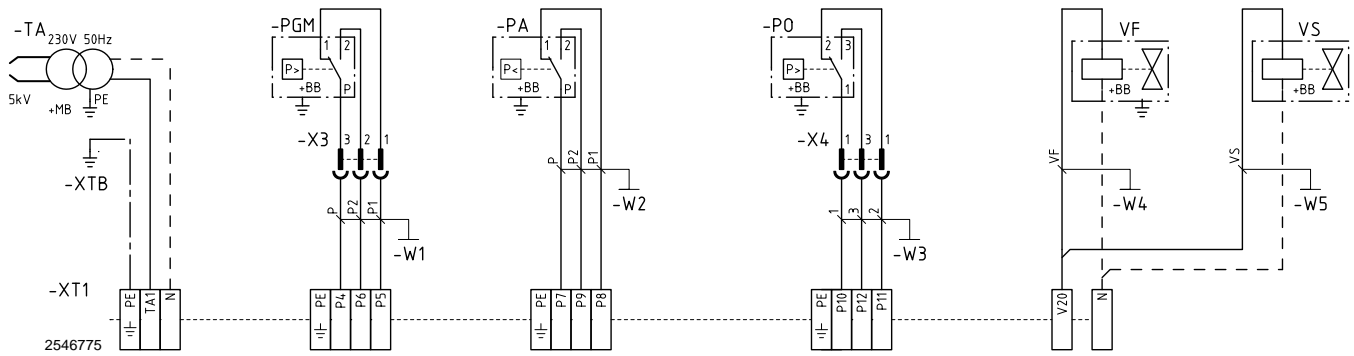 -TA
230V 50Hz
5kV
PE
+MB
-XTB
-PGM
1 2
P>
+BB
P
-X3
3 2 1
P P2 P1
-W1
-PA
1 2
P<
+BB
P
P P2 P1
-W2
-PO
2 3
P>
+BB
1
-X4
1 3 1
1 3 2
-W3
VF
+BB
VF
-W4
VS
+BB
VS
-W5
-XT1
PE TA1 N
PE P4 P6 P5
PE P7 P9 P8
PE P10 P12 P11
V20 N
2546775